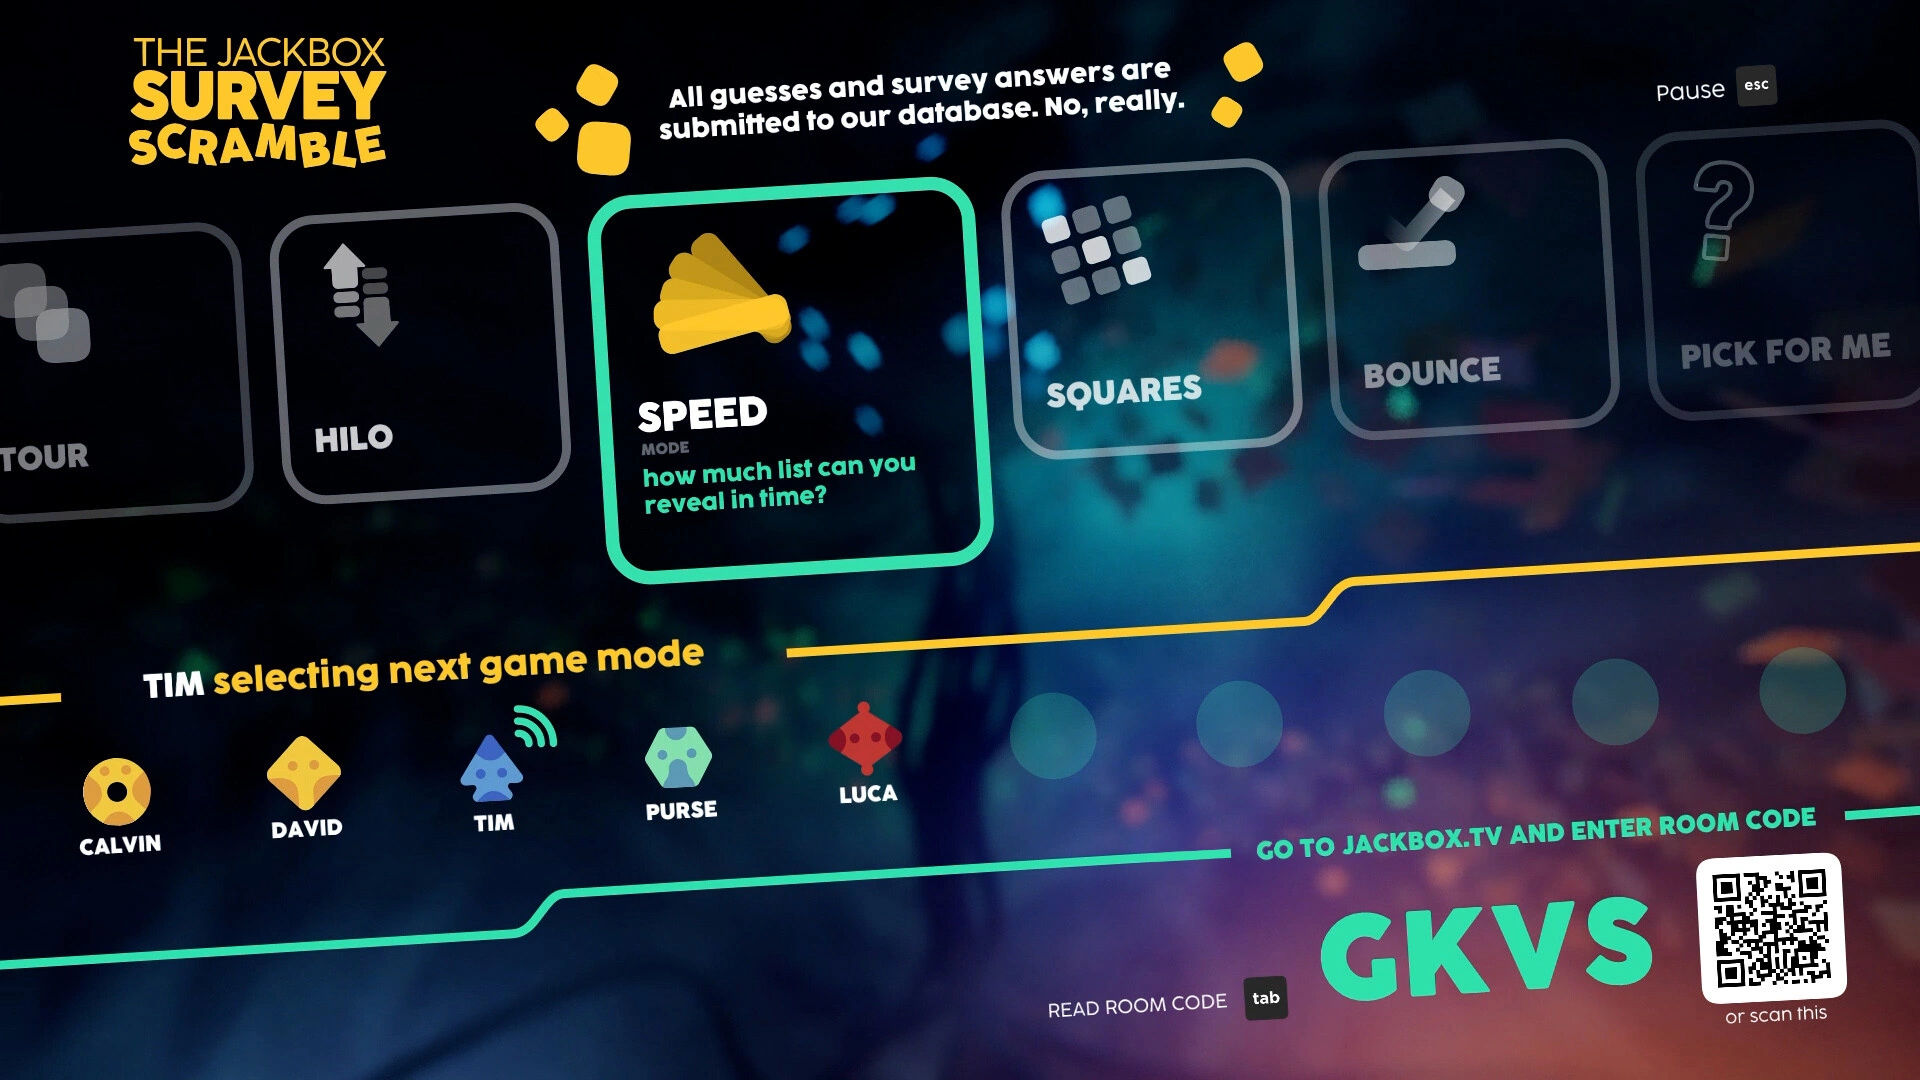 THE JACKBOX
SURVEY
SCRAMBLE
All guesses and survey answers are
submitted to our database. No, really.
Pause esc
TOUR
HILO
SPEED
MODE
how much list can you
reveal in time?
SQUARES
BOUNCE
PICK FOR ME
TIM selecting next game mode
CALVIN
DAVID
TIM
PURSE
LUCA
GO TO JACKBOX.TV AND ENTER ROOM CODE
GKVS
READ ROOM CODE tab
or scan this